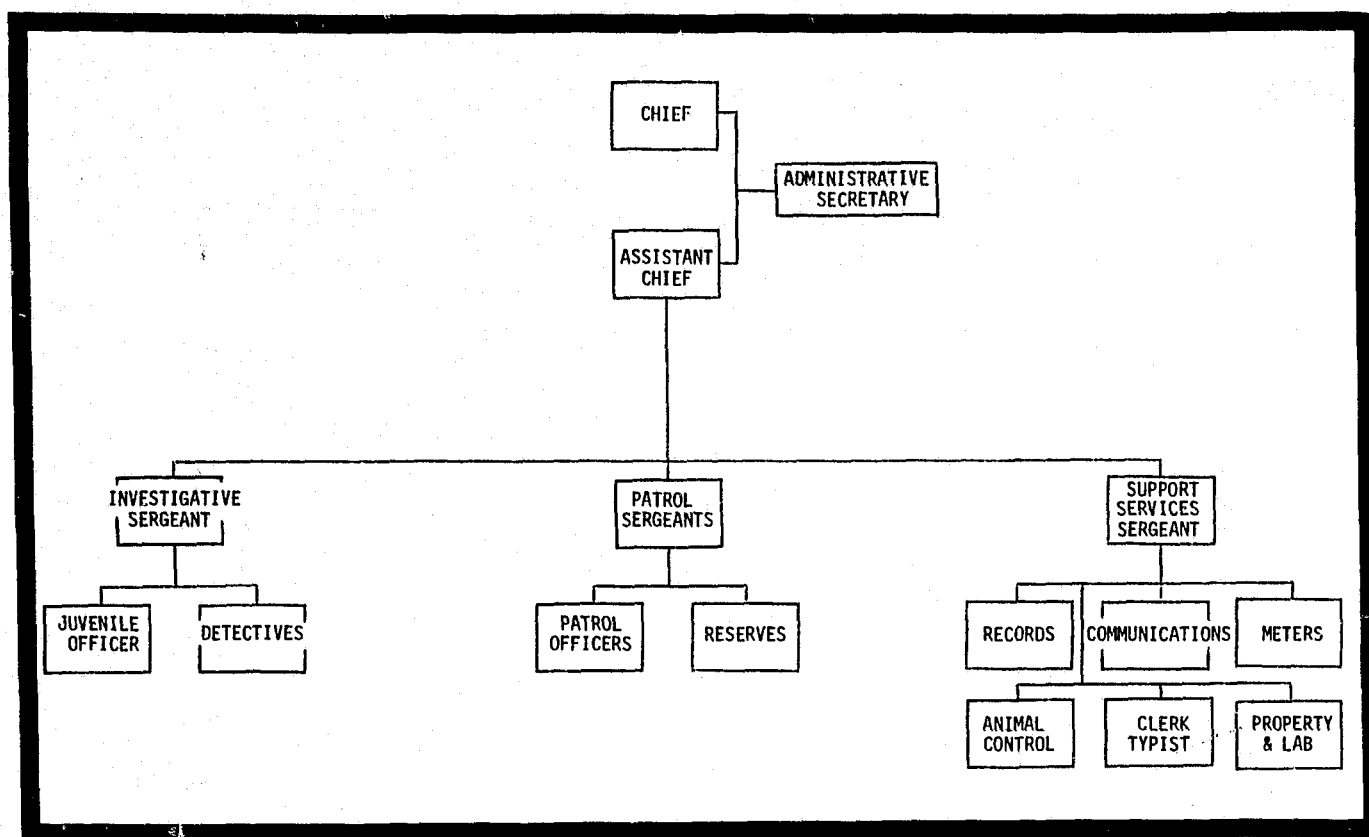 CHIEF
ADMINISTRATIVE
SECRETARY
ASSISTANT
CHIEF
INVESTIGATIVE
SERGEANT
PATROL
SERGEANTS
SUPPORT
SERVICES
SERGEANT
JUVENILE
OFFICER
DETECTIVES
PATROL
OFFICERS
RESERVES
RECORDS
COMMUNICATIONS
METERS
ANIMAL
CONTROL
CLERK
TYPIST
PROPERTY
& LAB